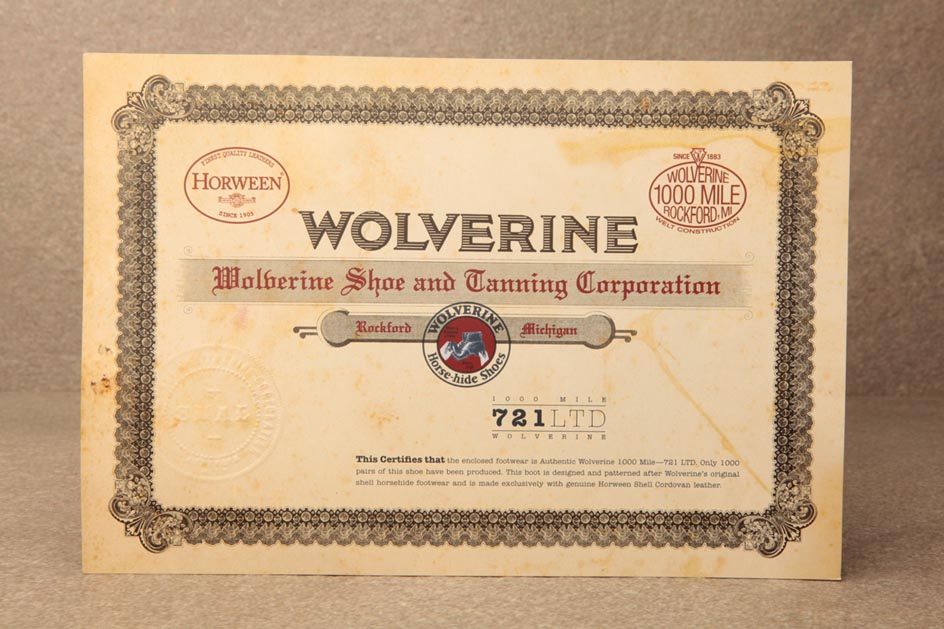 FINEST QUALITY LEATHERS
HORWEEN
SINCE 1905
SINCE 1883
WOLVERINE
1000 MILE
ROCKFORD, MI
WELT CONSTRUCTION
WOLVERINE
Wolverine Shoe and Tanning Corporation
Rockford
Michigan
WOLVERINE
Horse-hide Shoes
1000 MILE
721LTD
WOLVERINE
This Certifies that the enclosed footwear is Authentic Wolverine 1000 Mile—721 LTD. Only 1000
pairs of this shoe have been produced. This boot is designed and patterned after Wolverine's original
shell horsehide footwear and is made exclusively with genuine Horween Shell Cordovan leather.
SEAL